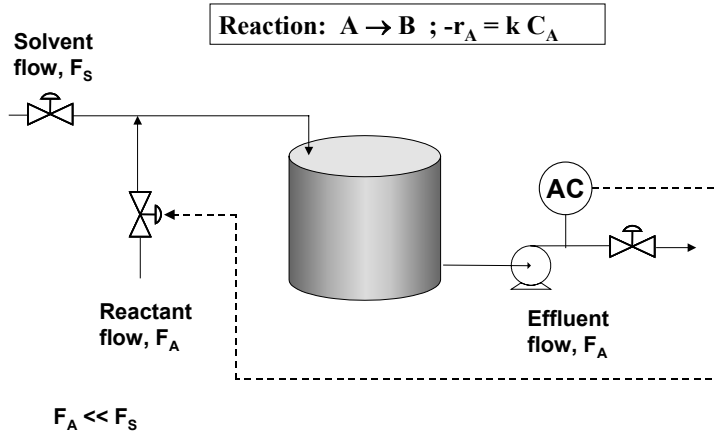 Reaction: A → B ; -r_A = k C_A
Solvent
flow, F_S
AC
Reactant
flow, F_A
Effluent
flow, F_A
F_A << F_S